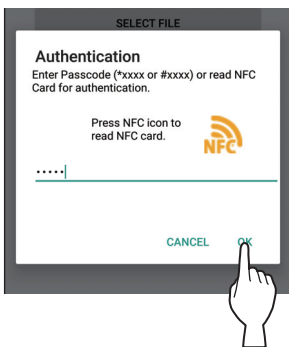 SELECT FILE
Authentication
Enter Passcode (*xxxx or #xxxx) or read NFC
Card for authentication.
Press NFC icon to
read NFC card.
NFC
•••••
CANCEL OK